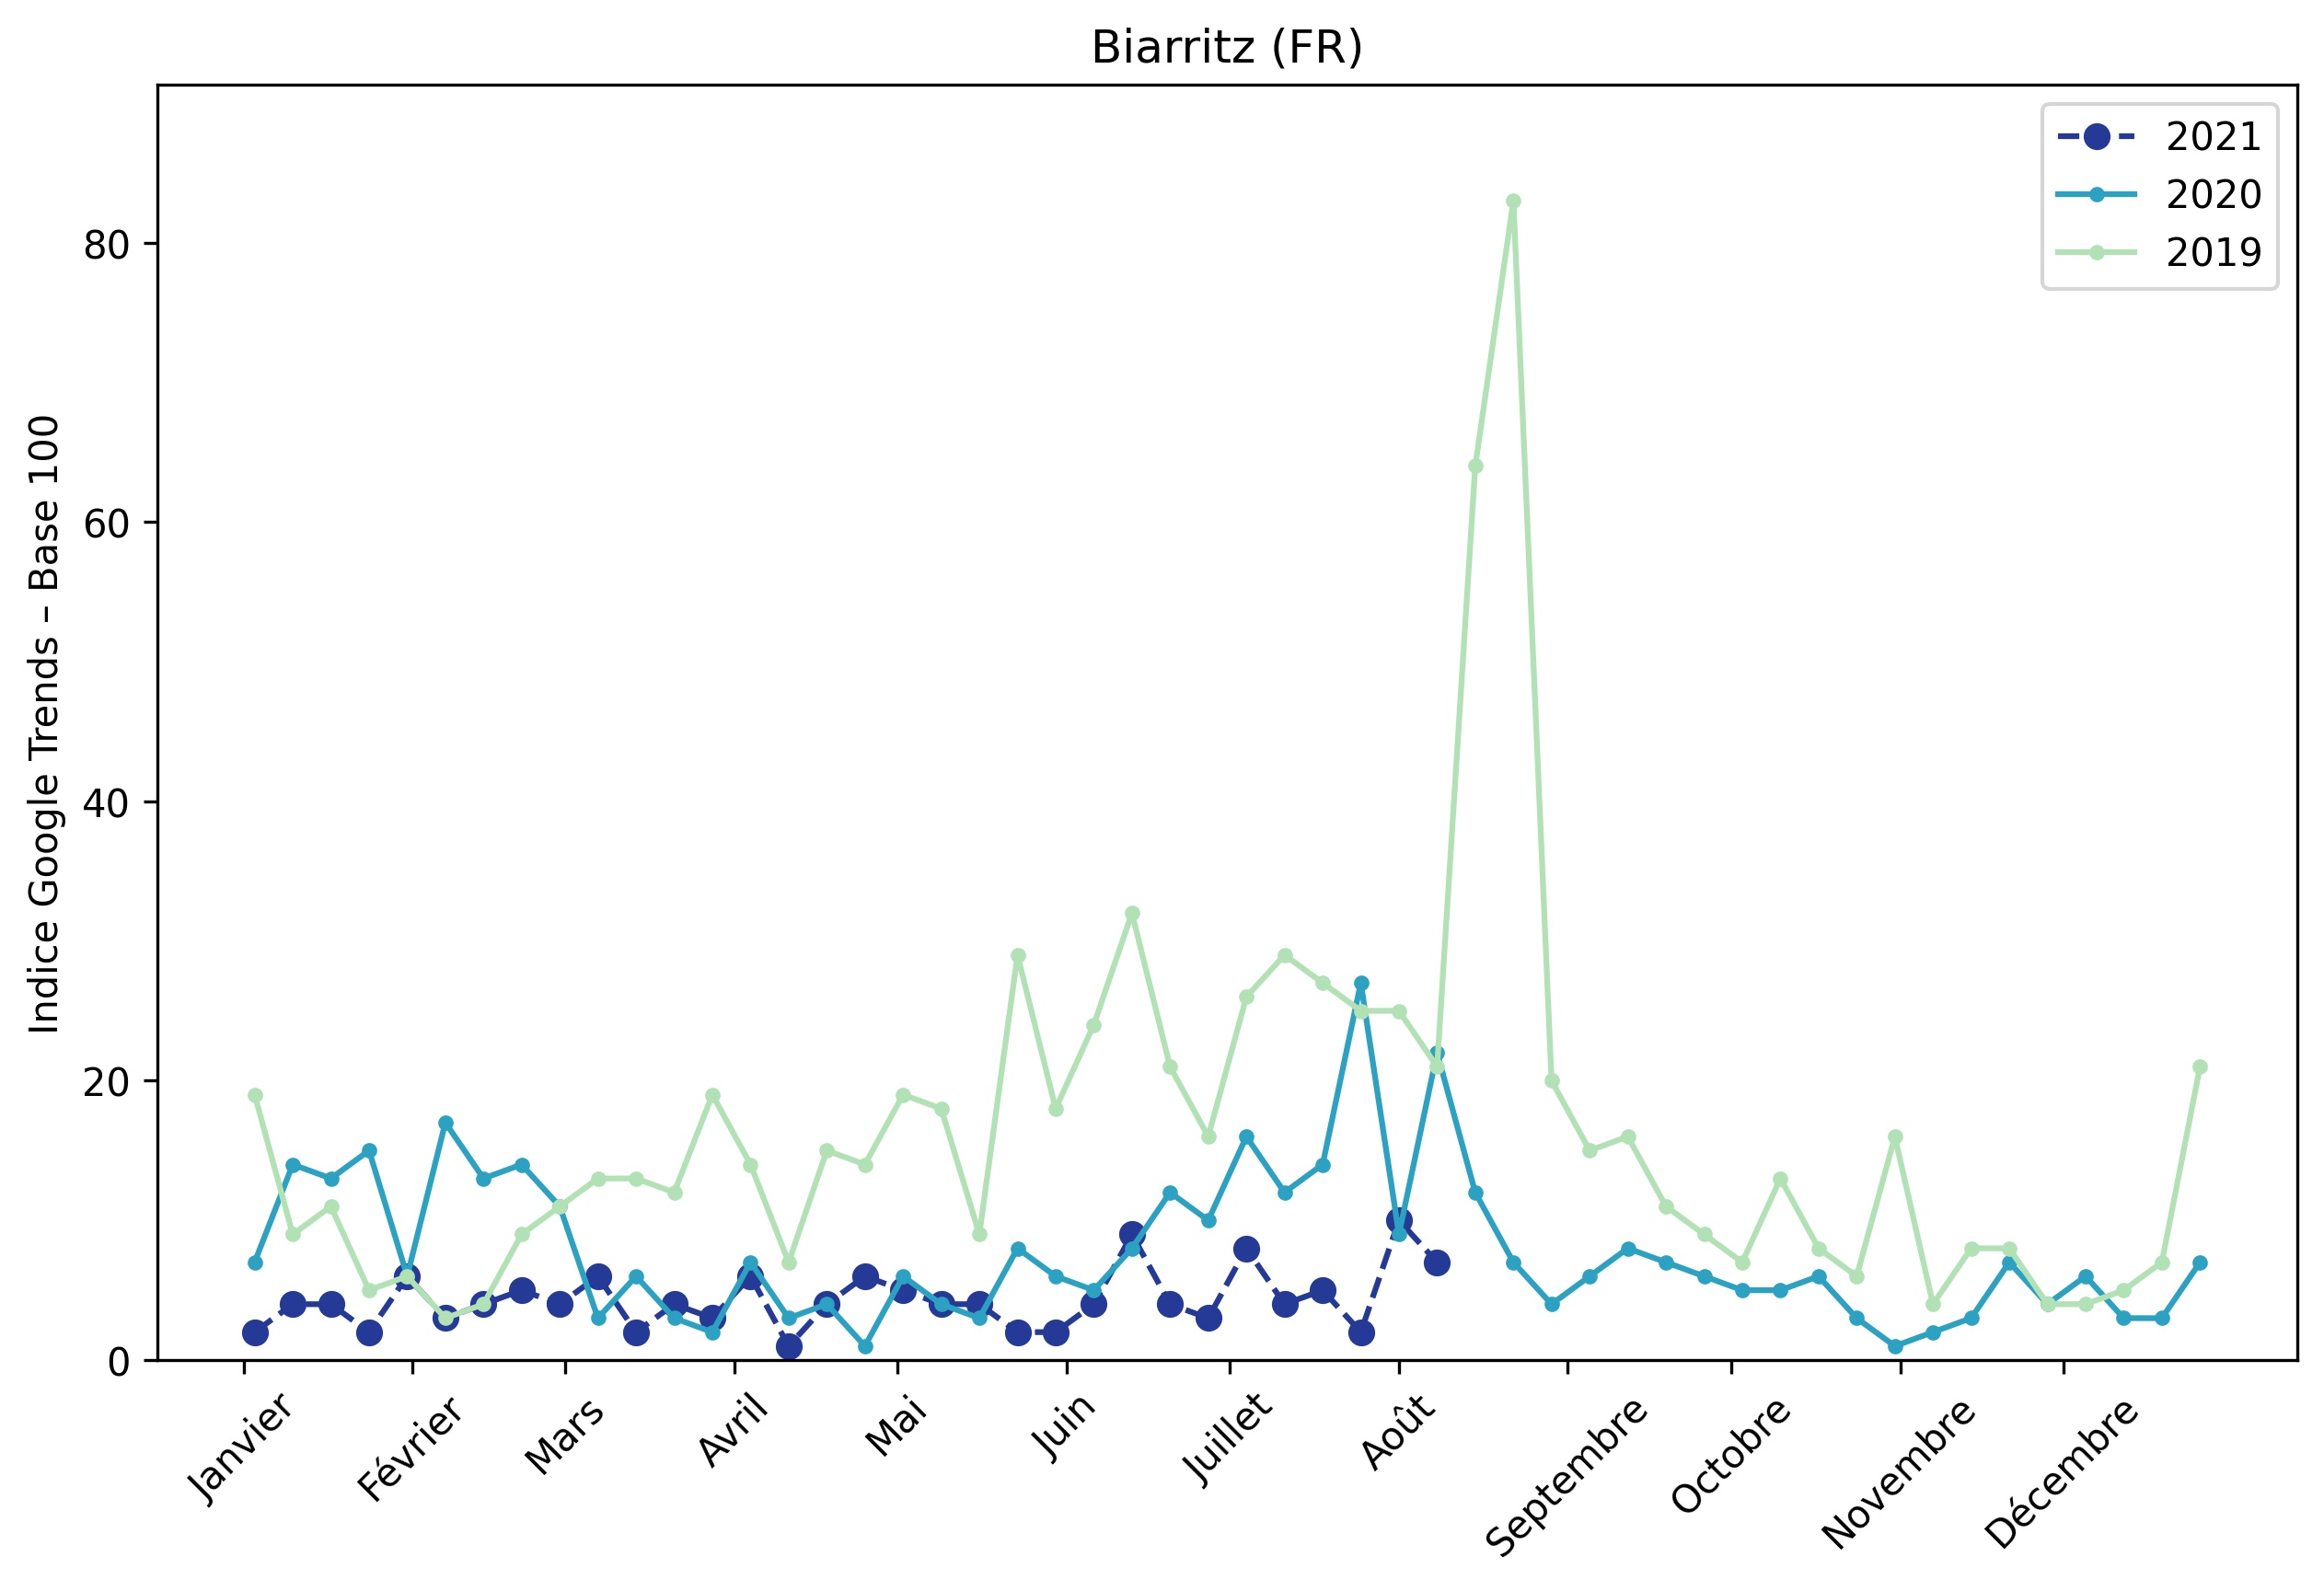 Biarritz (FR)
2021
2020
2019
Indice Google Trends – Base 100
80
60
40
20
0
Janvier
Février
Mars
Avril
Mai
Juin
Juillet
Août
Septembre
Octobre
Novembre
Décembre